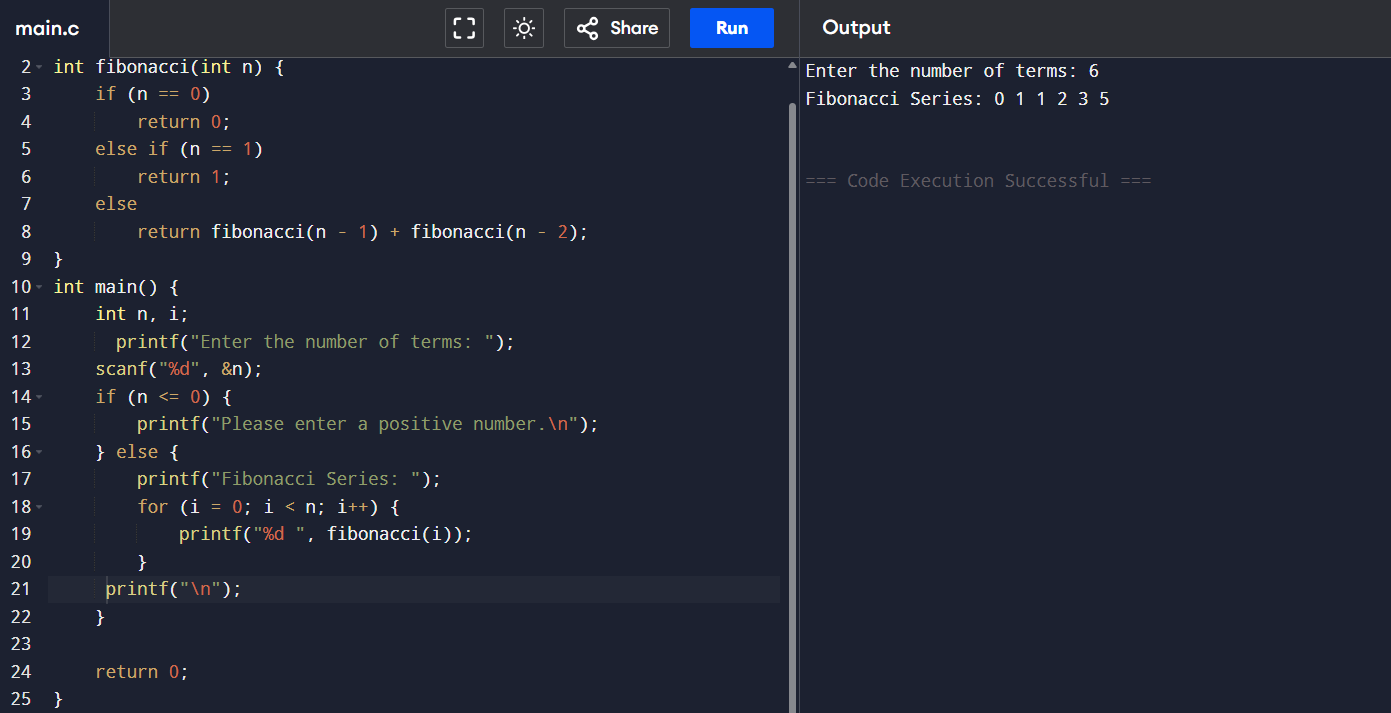 main.c
Share
Run
Output
2 int fibonacci(int n) {
3     if (n == 0)
4         return 0;
5     else if (n == 1)
6         return 1;
7     else
8         return fibonacci(n - 1) + fibonacci(n - 2);
9 }
10 int main() {
11     int n, i;
12       printf("Enter the number of terms: ");
13     scanf("%d", &n);
14     if (n <= 0) {
15         printf("Please enter a positive number.\n");
16     } else {
17         printf("Fibonacci Series: ");
18         for (i = 0; i < n; i++) {
19             printf("%d ", fibonacci(i));
20         }
21      printf("\n");
22     }
23
24     return 0;
25 }
Enter the number of terms: 6
Fibonacci Series: 0 1 1 2 3 5
=== Code Execution Successful ===